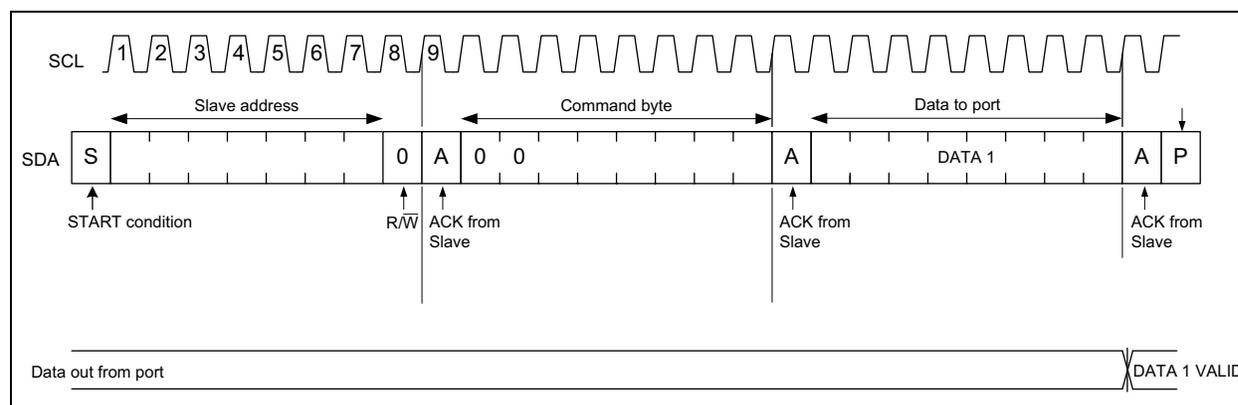 SCL 1 2 3 4 5 6 7 8 9
Slave address Command byte Data to port
SDA S 0 A 0 0 A DATA 1 A P
START condition R/W̅ ACK from Slave ACK from Slave ACK from Slave
Data out from port DATA 1 VALID